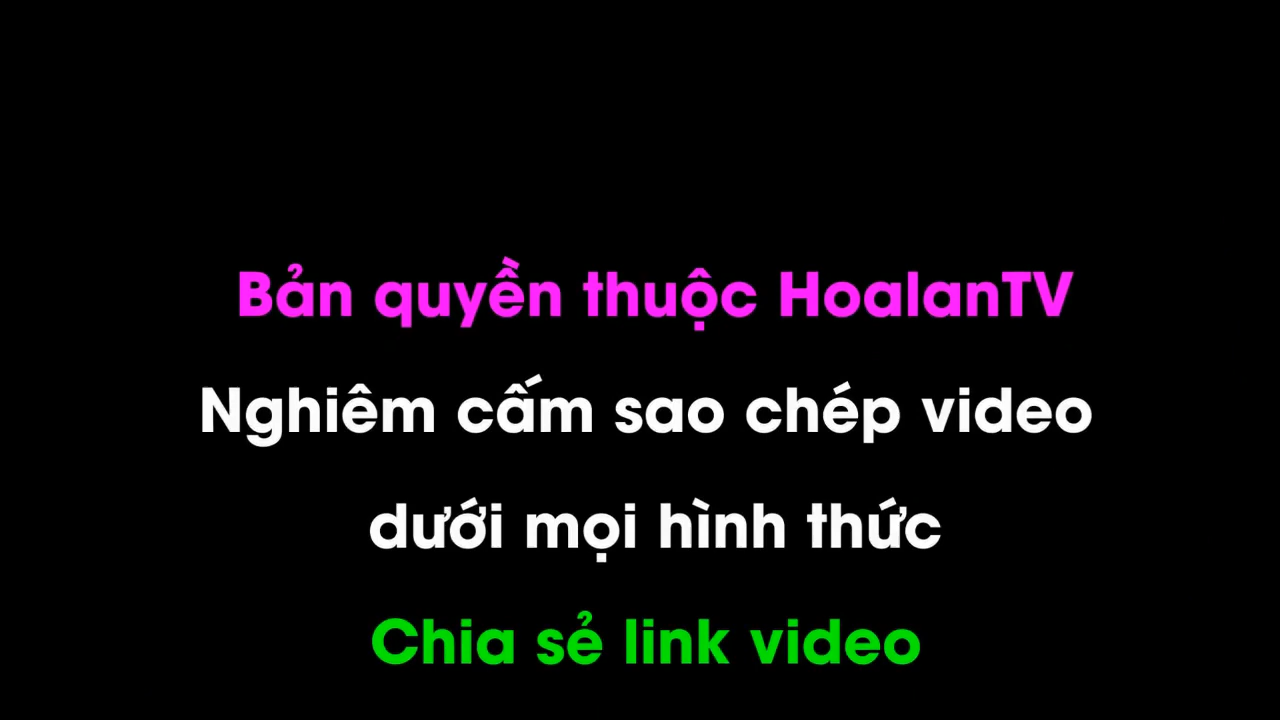 Bản quyền thuộc HoalanTV
Nghiêm cấm sao chép video
dưới mọi hình thức
Chia sẻ link video